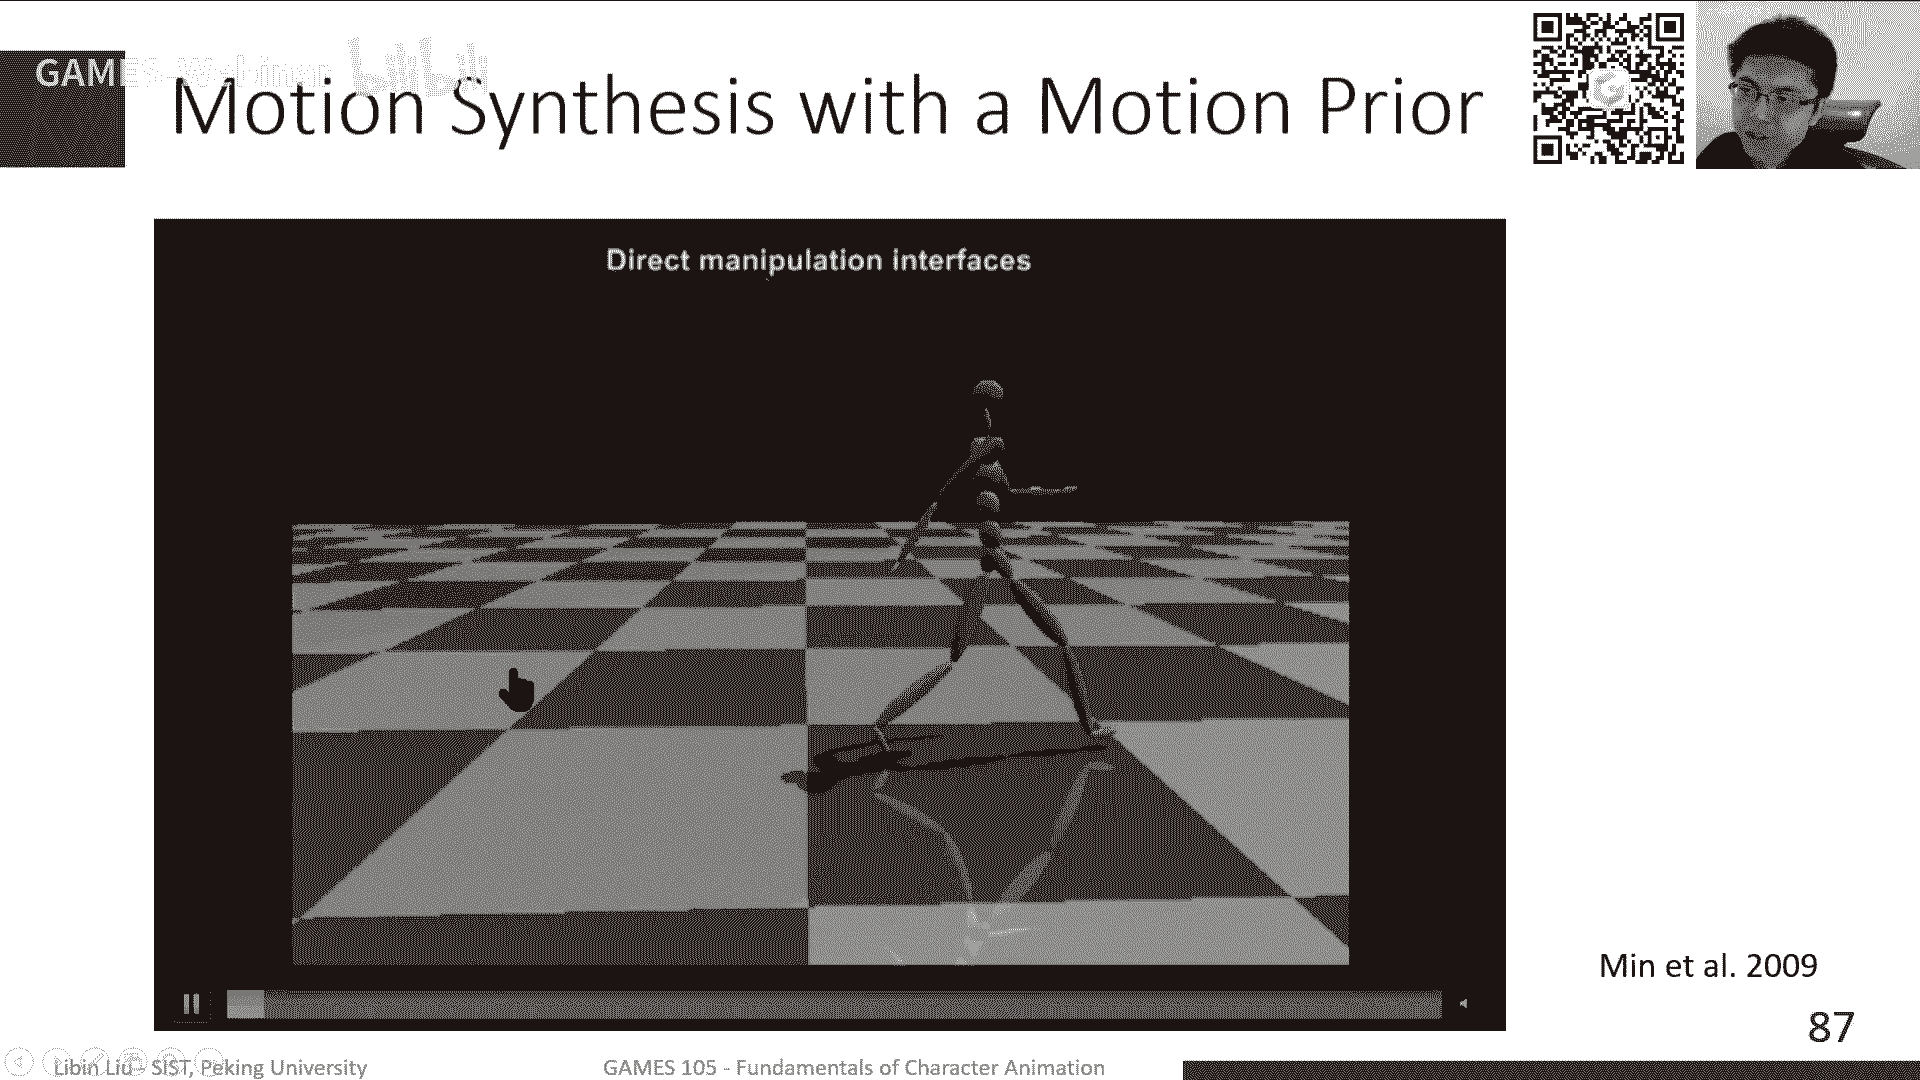 GAMES-Webinar bilibili
Motion Synthesis with a Motion Prior
Direct manipulation interfaces
Min et al. 2009
87
Libin Liu - SIST, Peking University
GAMES 105 - Fundamentals of Character Animation